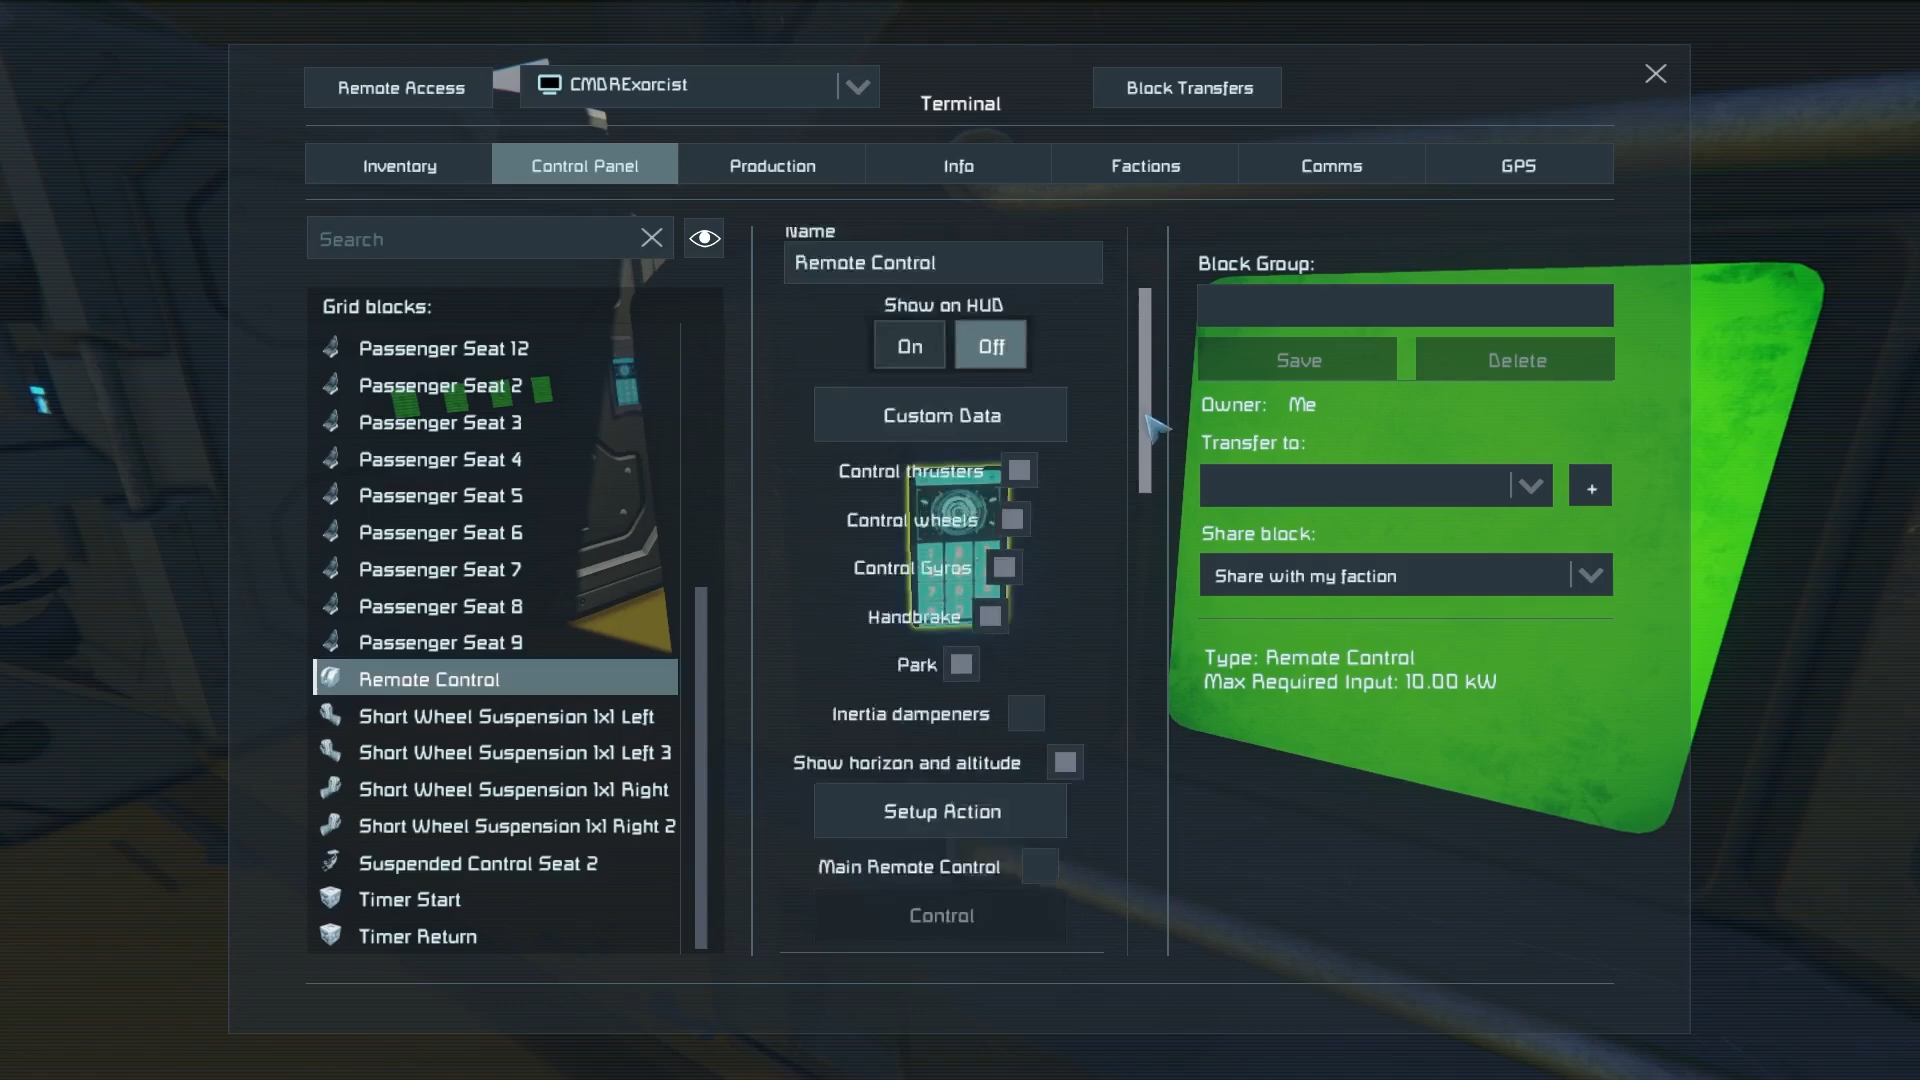 Remote Access
CMDRExorcist
Terminal
Block Transfers
Inventory
Control Panel
Production
Info
Factions
Comms
GPS
Search
Grid blocks:
Passenger Seat 12
Passenger Seat 2
Passenger Seat 3
Passenger Seat 4
Passenger Seat 5
Passenger Seat 6
Passenger Seat 7
Passenger Seat 8
Passenger Seat 9
Remote Control
Short Wheel Suspension 1x1 Left
Short Wheel Suspension 1x1 Left 3
Short Wheel Suspension 1x1 Right
Short Wheel Suspension 1x1 Right 2
Suspended Control Seat 2
Timer Start
Timer Return
Name
Remote Control
Show on HUD
On
Off
Custom Data
Control thrusters
Control wheels
Control Gyros
Handbrake
Park
Inertia dampeners
Show horizon and altitude
Setup Action
Main Remote Control
Control
Block Group:
Save
Delete
Owner: Me
Transfer to:
+
Share block:
Share with my faction
Type: Remote Control
Max Required Input: 10.00 kW